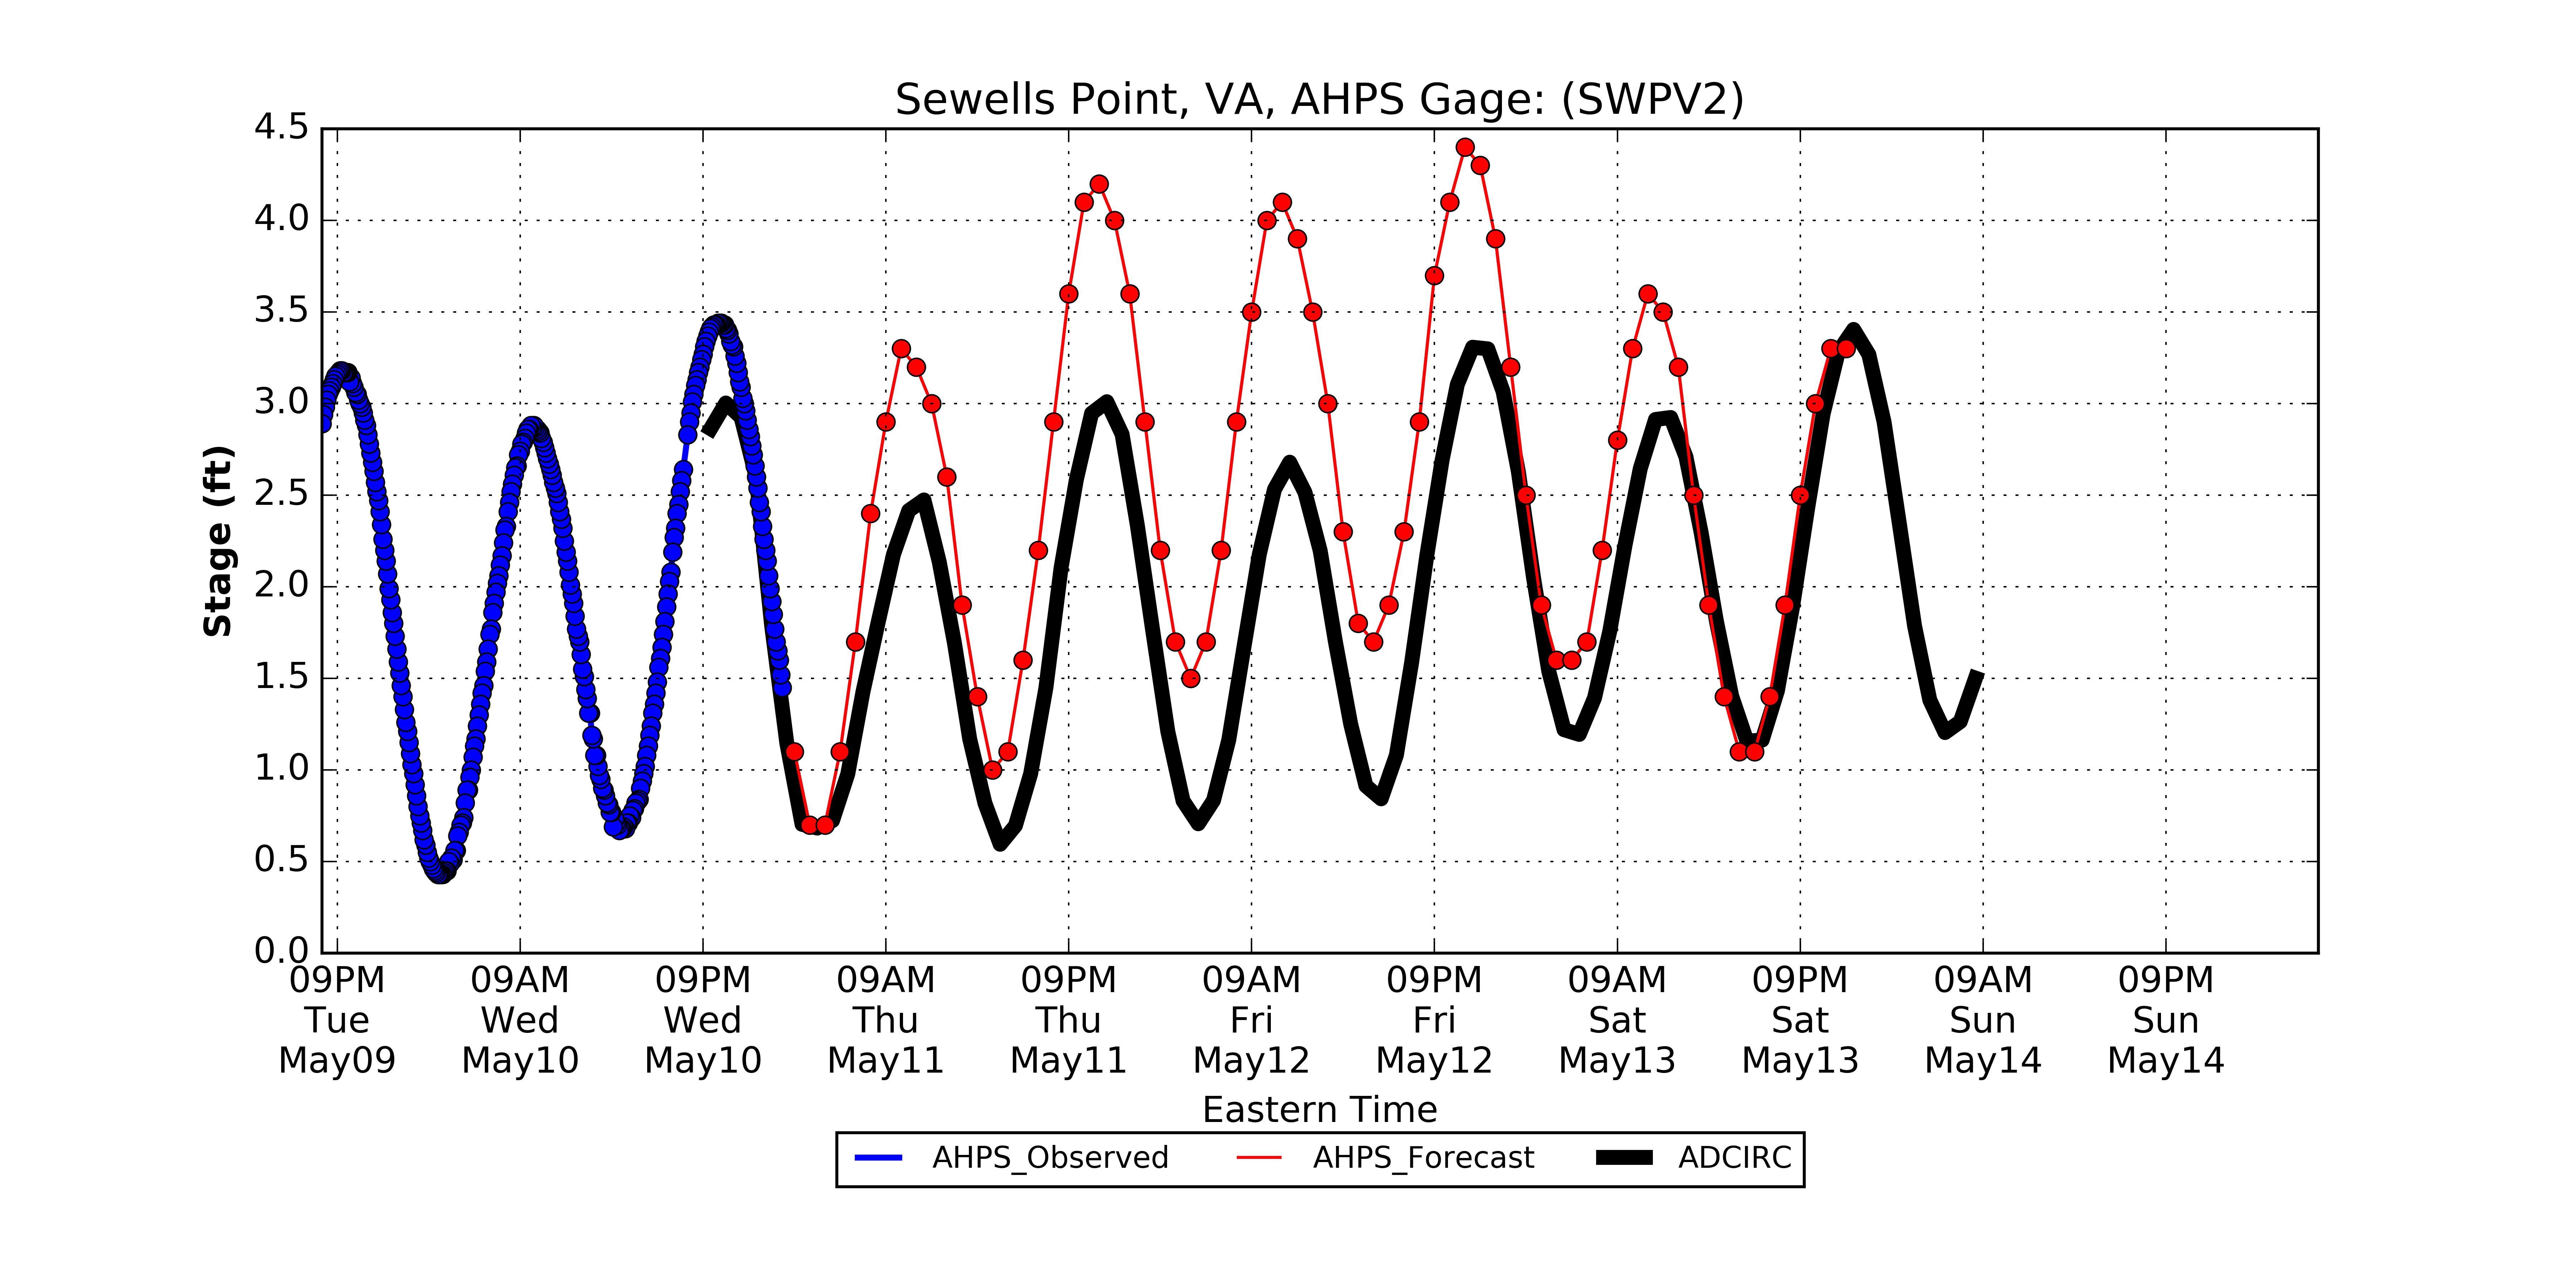 Sewells Point, VA, AHPS Gage: (SWPV2)
4.5
4.0
3.5
3.0
2.5
2.0
1.5
1.0
0.5
0.0
Stage (ft)
09PM 09AM 09PM 09AM 09PM 09AM 09PM 09AM 09PM 09AM 09PM
Tue Wed Wed Thu Thu Fri Fri Sat Sat Sun Sun
May09 May10 May10 May11 May11 May12 May12 May13 May13 May14 May14
Eastern Time
AHPS_Observed AHPS_Forecast ADCIRC